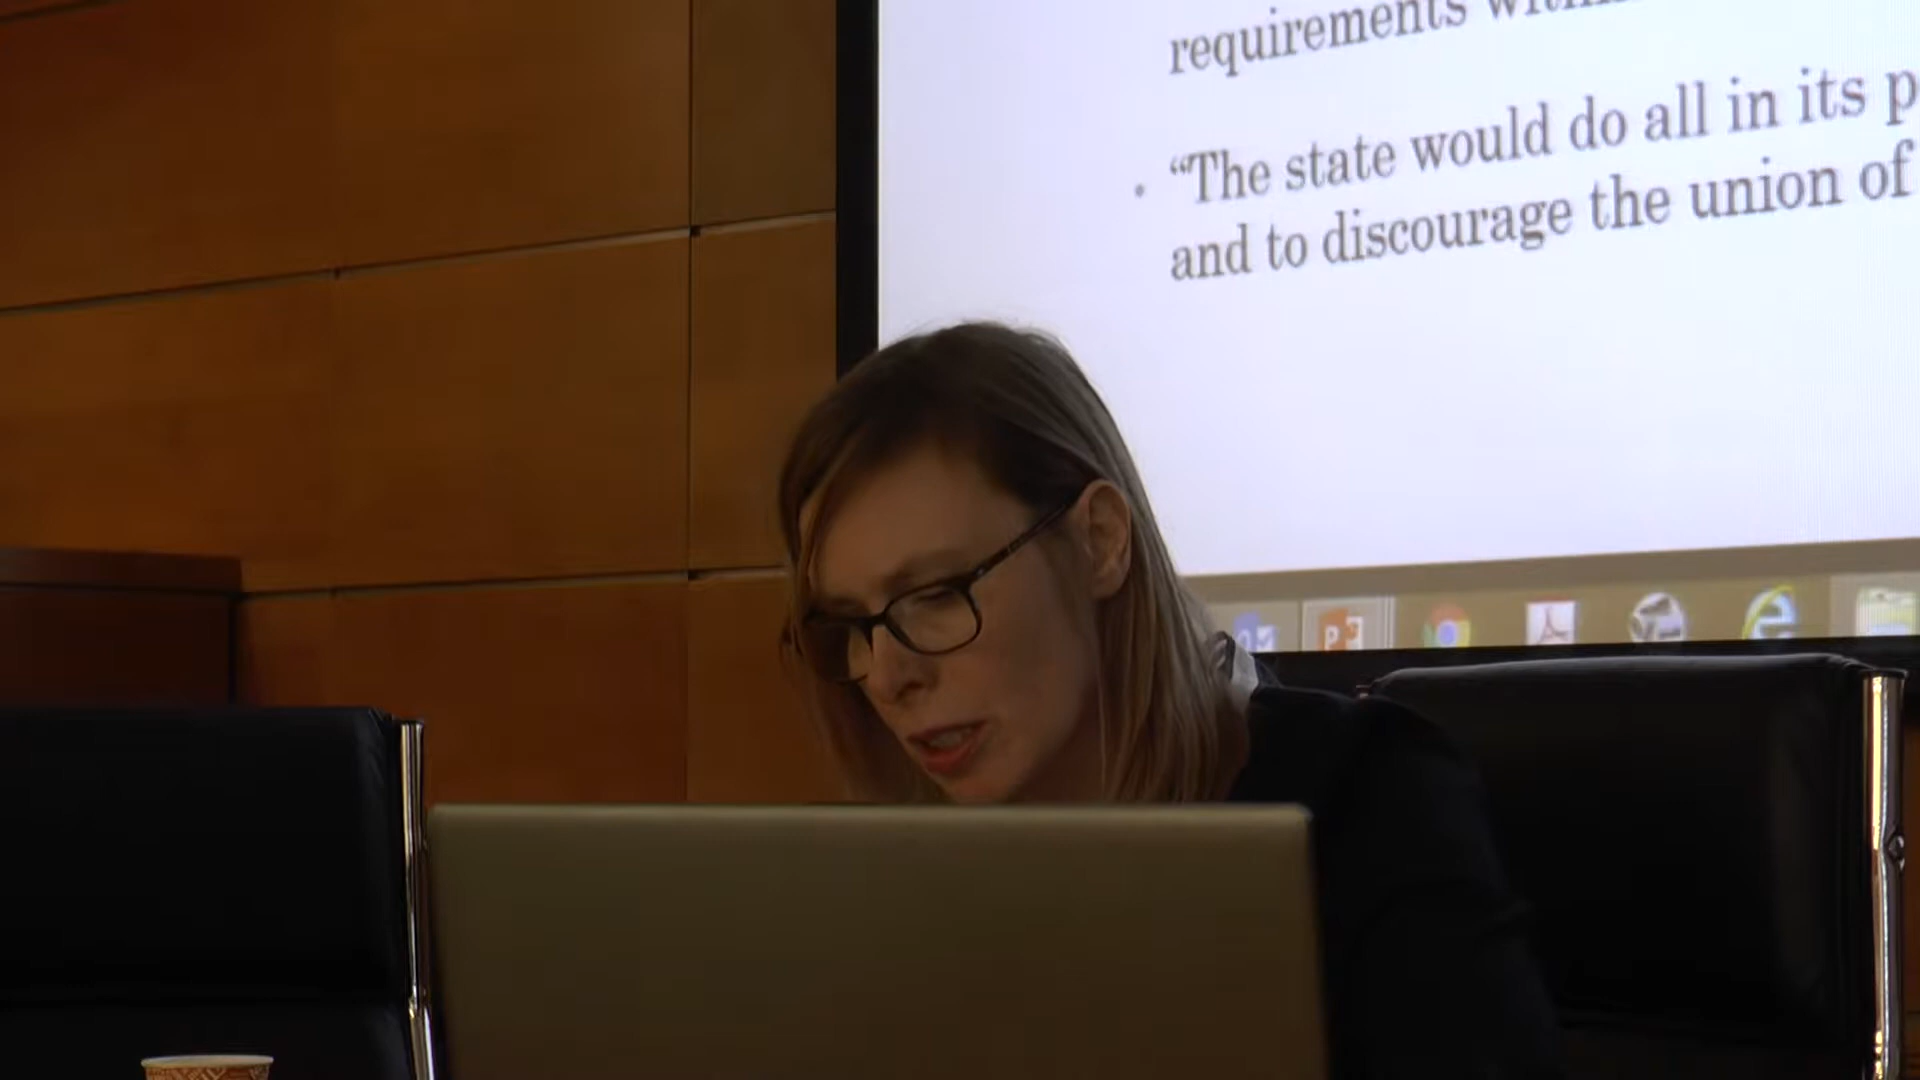 requirements
• “The state would do all in its
and to discourage the union of